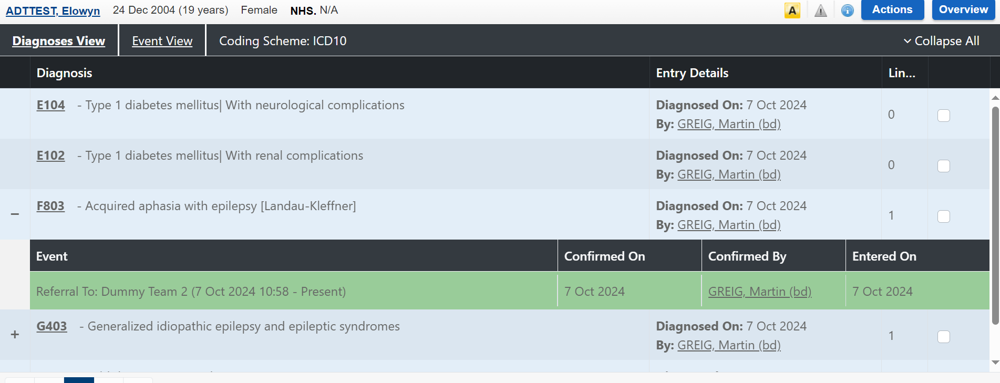 ADTTEST, Elowyn 24 Dec 2004 (19 years) Female NHS. N/A A Actions Overview
Diagnoses View Event View Coding Scheme: ICD10 Collapse All
Diagnosis Entry Details Lin...
E104 - Type 1 diabetes mellitus| With neurological complications Diagnosed On: 7 Oct 2024
By: GREIG, Martin (bd) 0
E102 - Type 1 diabetes mellitus| With renal complications Diagnosed On: 7 Oct 2024
By: GREIG, Martin (bd) 0
F803 - Acquired aphasia with epilepsy [Landau-Kleffner] Diagnosed On: 7 Oct 2024
By: GREIG, Martin (bd) 1
Event Confirmed On Confirmed By Entered On
Referral To: Dummy Team 2 (7 Oct 2024 10:58 - Present) 7 Oct 2024 GREIG, Martin (bd) 7 Oct 2024
G403 - Generalized idiopathic epilepsy and epileptic syndromes Diagnosed On: 7 Oct 2024
By: GREIG, Martin (bd) 1